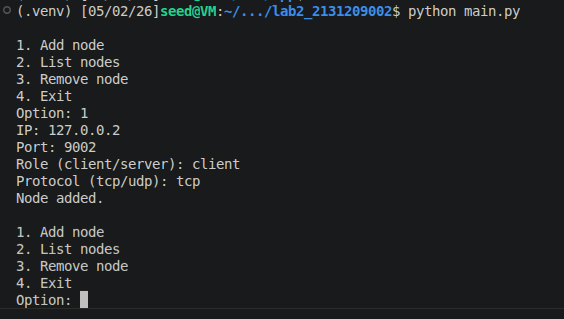 (.venv) [05/02/26]seed@VM:~/.../lab2_2131209002$ python main.py
1. Add node
2. List nodes
3. Remove node
4. Exit
Option: 1
IP: 127.0.0.2
Port: 9002
Role (client/server): client
Protocol (tcp/udp): tcp
Node added.
1. Add node
2. List nodes
3. Remove node
4. Exit
Option: